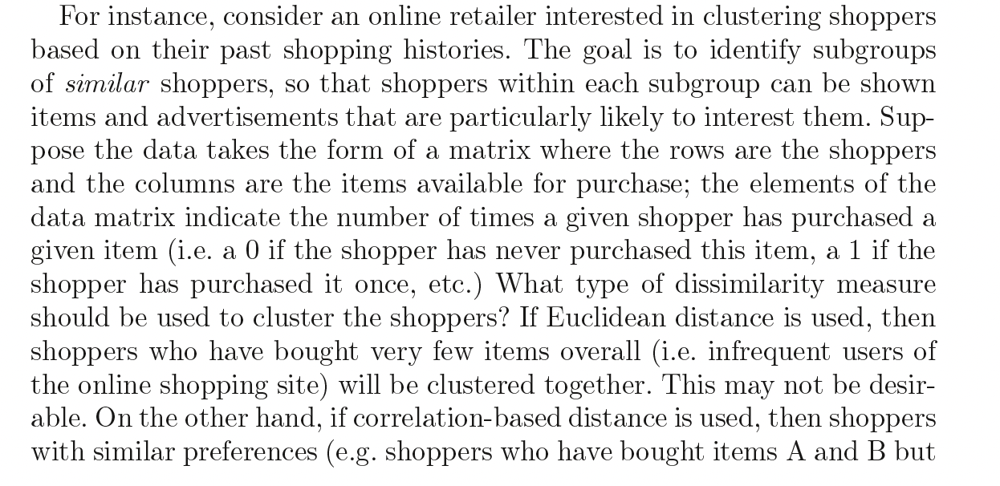 For instance, consider an online retailer interested in clustering shoppers
based on their past shopping histories. The goal is to identify subgroups
of similar shoppers, so that shoppers within each subgroup can be shown
items and advertisements that are particularly likely to interest them. Sup-
pose the data takes the form of a matrix where the rows are the shoppers
and the columns are the items available for purchase; the elements of the
data matrix indicate the number of times a given shopper has purchased a
given item (i.e. a 0 if the shopper has never purchased this item, a 1 if the
shopper has purchased it once, etc.) What type of dissimilarity measure
should be used to cluster the shoppers? If Euclidean distance is used, then
shoppers who have bought very few items overall (i.e. infrequent users of
the online shopping site) will be clustered together. This may not be desir-
able. On the other hand, if correlation-based distance is used, then shoppers
with similar preferences (e.g. shoppers who have bought items A and B but